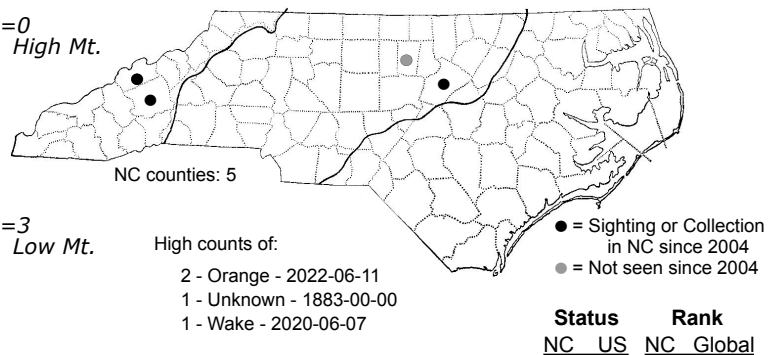 =0
High Mt.
NC counties: 5
=3
Low Mt.
High counts of:
2 - Orange - 2022-06-11
1 - Unknown - 1883-00-00
1 - Wake - 2020-06-07
= Sighting or Collection
in NC since 2004
= Not seen since 2004
Status Rank
NC US NC Global